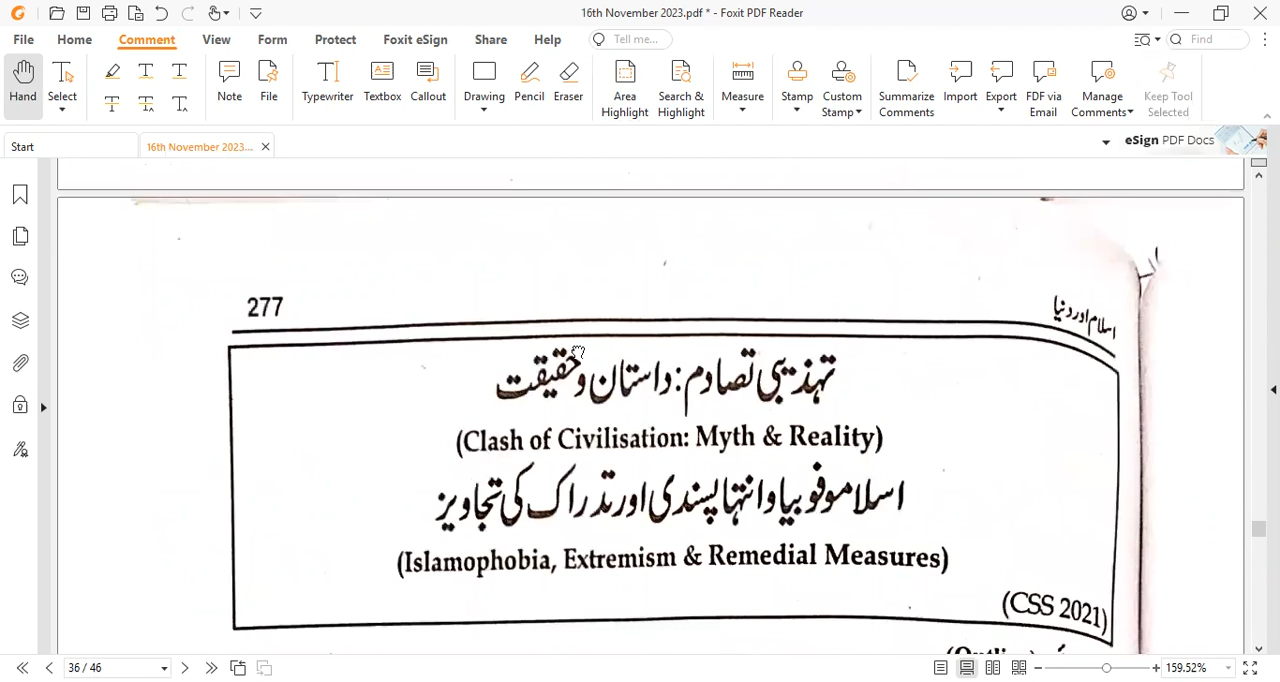 16th November 2023.pdf * - Foxit PDF Reader
File Home Comment View Form Protect Foxit eSign Share Help Tell me... Find
Hand Select Note File Typewriter Textbox Callout Drawing Pencil Eraser Area Highlight Search & Highlight Measure Stamp Custom Stamp Summarize Comments Import Export FDF via Email Manage Comments Keep Tool Selected
Start 16th November 2023... eSign PDF Docs
277 اسلام اور دنیا
تہذیبی تصادم: داستان و حقیقت
(Clash of Civilisation: Myth & Reality)
اسلاموفوبیا و انتہا پسندی اور تدراک کی تجاویز
(Islamophobia, Extremism & Remedial Measures)
(CSS 2021)
36 / 46 159.52%